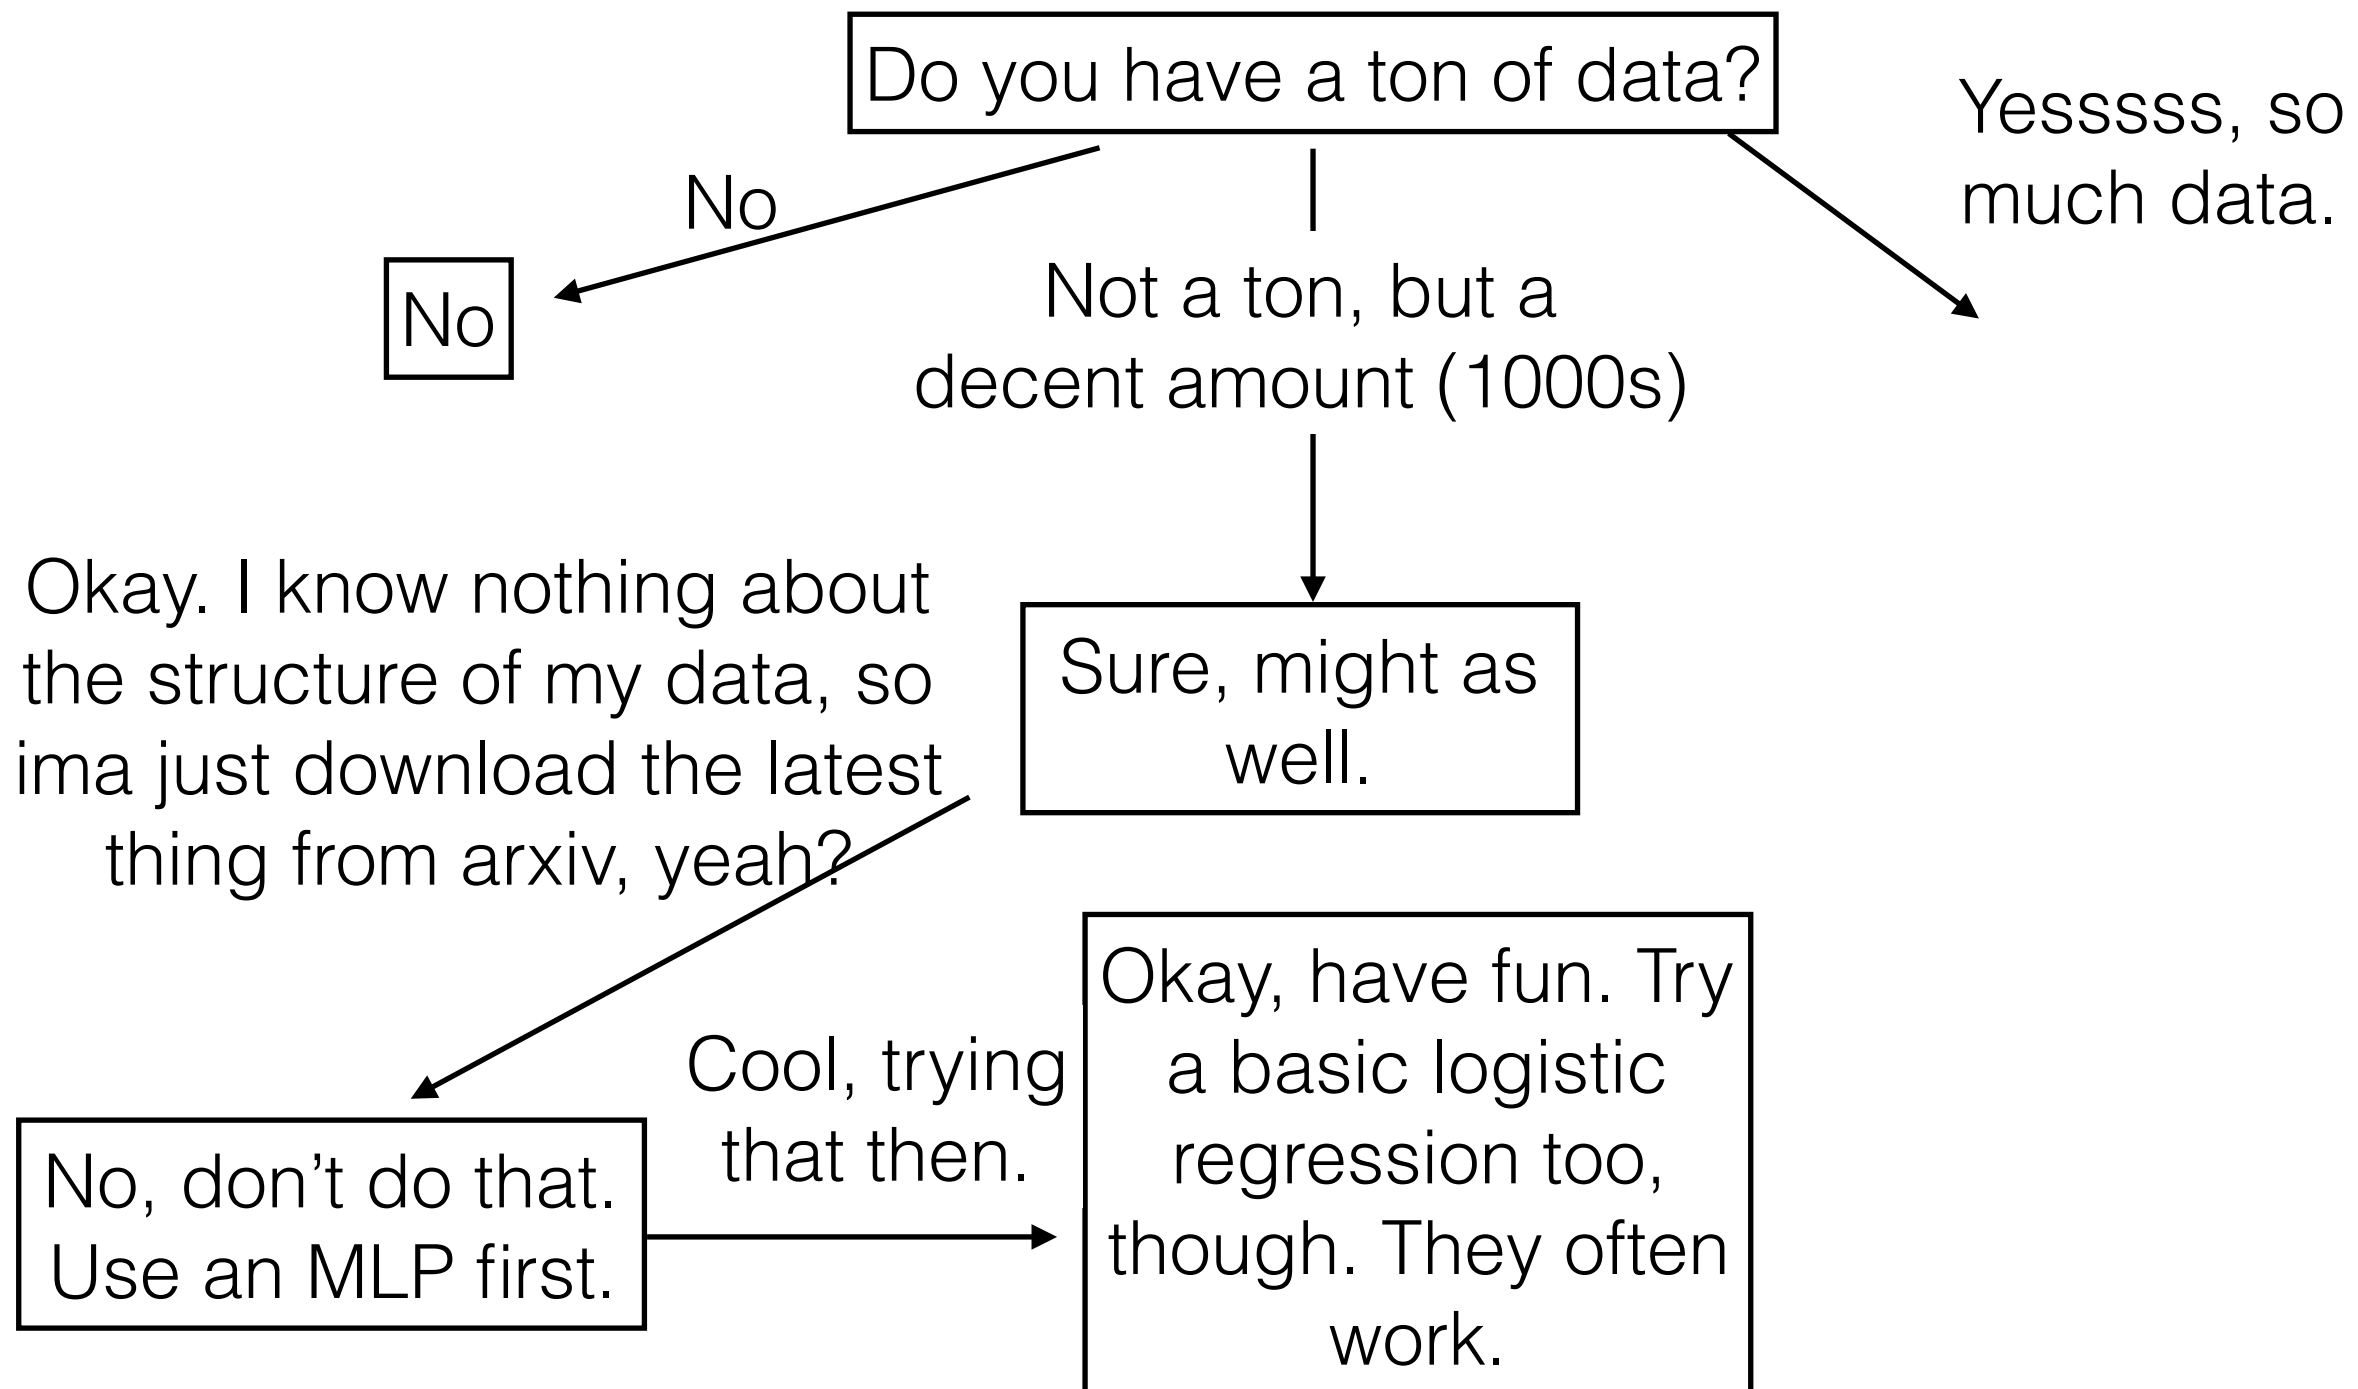 Do you have a ton of data?
Yesssss, so
much data.
No
No
Not a ton, but a
decent amount (1000s)
Okay. I know nothing about
the structure of my data, so
ima just download the latest
thing from arxiv, yeah?
Sure, might as
well.
No, don’t do that.
Use an MLP first.
Cool, trying
that then.
Okay, have fun. Try
a basic logistic
regression too,
though. They often
work.